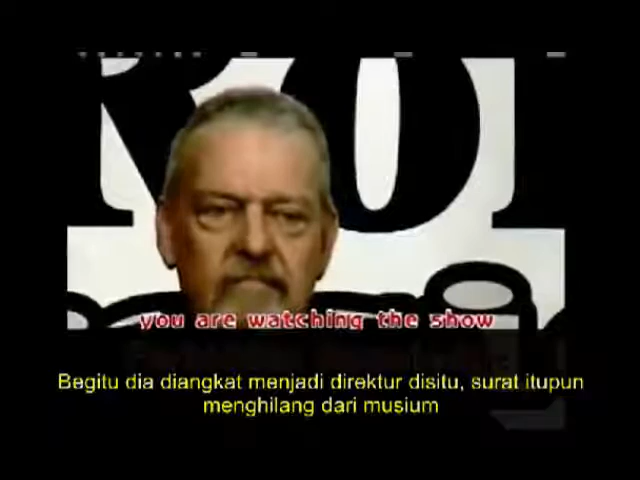 you are watching the show
Begitu dia diangkat menjadi direktur disitu, surat itupun
menghilang dari musium